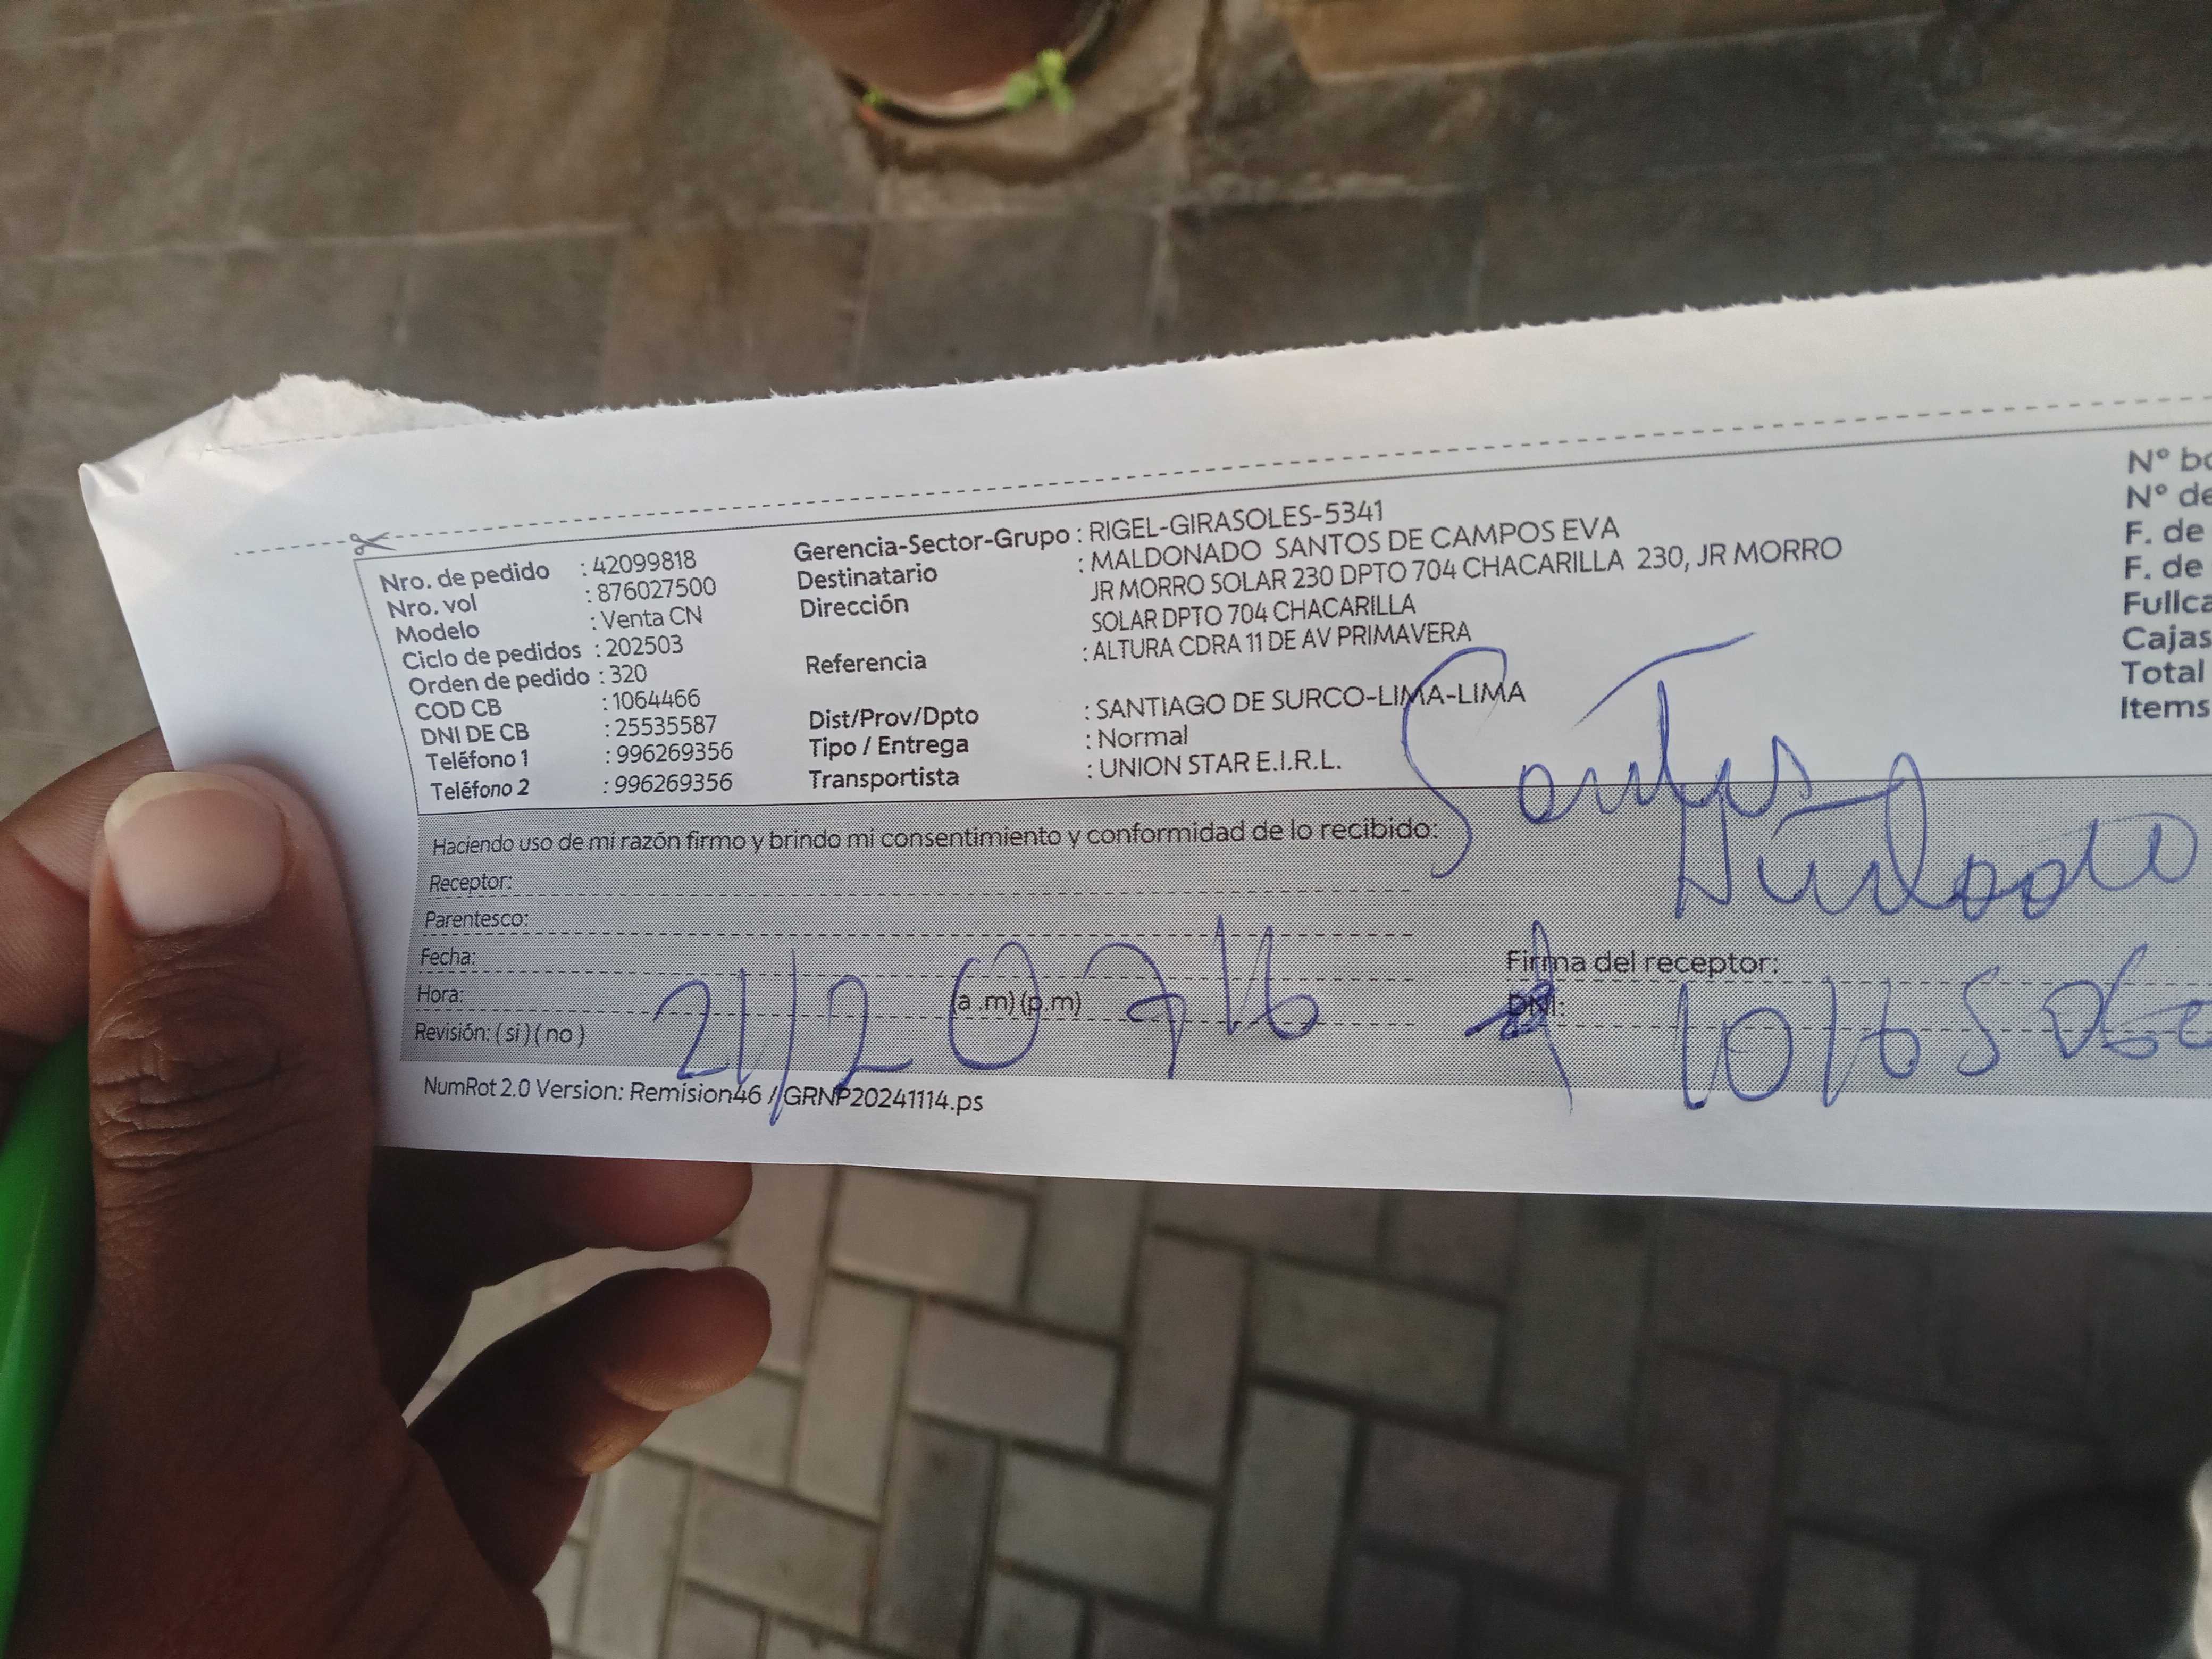 Nro. de pedido : 42099818
Nro. vol : 876027500
Modelo : Venta CN
Ciclo de pedidos : 202503
Orden de pedido : 320
COD CB : 1064466
DNI DE CB : 25535587
Teléfono 1 : 996269356
Teléfono 2 : 996269356
Gerencia-Sector-Grupo : RIGEL-GIRASOLES-5341
Destinatario : MALDONADO SANTOS DE CAMPOS EVA
Dirección JR MORRO SOLAR 230 DPTO 704 CHACARILLA 230, JR MORRO
SOLAR DPTO 704 CHACARILLA
Referencia : ALTURA CDRA 11 DE AV PRIMAVERA
Dist/Prov/Dpto : SANTIAGO DE SURCO-LIMA-LIMA
Tipo / Entrega : Normal
Transportista : UNION STAR E.I.R.L.
N° bo
N° de
F. de
F. de
Fullca
Cajas
Total
Items
Haciendo uso de mi razón firmo y brindo mi consentimiento y conformidad de lo recibido:
Santos
Receptor:
Parentesco:
Fecha:
Hora: (a .m) (p.m)
Revisión: ( si ) ( no )
21/2
Firma del receptor:
DNI:
NumRot 2.0 Version: Remision46 / GRNP20241114.ps